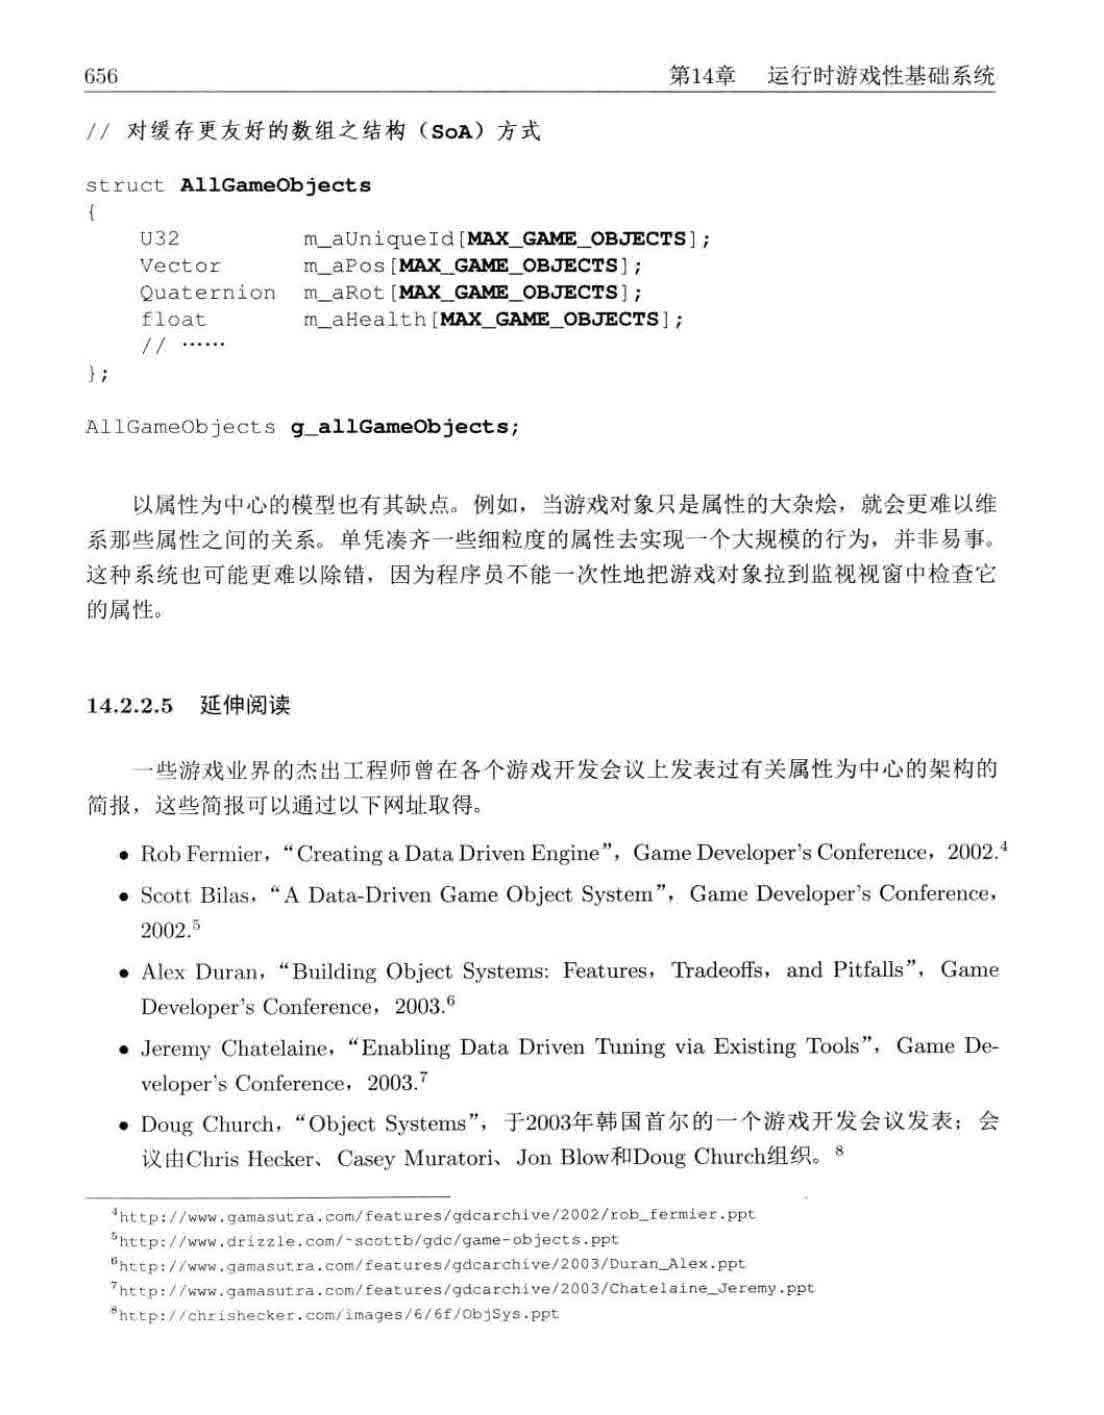 656 第14章 运行时游戏性基础系统
// 对缓存更友好的数组之结构（SoA）方式
struct AllGameObjects
{
U32 m_aUniqueId[MAX_GAME_OBJECTS];
Vector m_aPos[MAX_GAME_OBJECTS];
Quaternion m_aRot[MAX_GAME_OBJECTS];
float m_aHealth[MAX_GAME_OBJECTS];
// ······
};
AllGameObjects g_allGameObjects;
以属性为中心的模型也有其缺点。例如，当游戏对象只是属性的大杂烩，就会更难以维
系那些属性之间的关系。单凭凑齐一些细粒度的属性去实现一个大规模的行为，并非易事。
这种系统也可能更难以除错，因为程序员不能一次性地把游戏对象拉到监视视窗中检查它
的属性。
14.2.2.5 延伸阅读
一些游戏业界的杰出工程师曾在各个游戏开发会议上发表过有关属性为中心的架构的
简报，这些简报可以通过以下网址取得。
• Rob Fermier，“Creating a Data Driven Engine”，Game Developer's Conference，2002.⁴
• Scott Bilas，“A Data-Driven Game Object System”，Game Developer's Conference，
2002.⁵
• Alex Duran，“Building Object Systems: Features，Tradeoffs，and Pitfalls”，Game
Developer's Conference，2003.⁶
• Jeremy Chatelaine，“Enabling Data Driven Tuning via Existing Tools”，Game De-
veloper's Conference，2003.⁷
• Doug Church，“Object Systems”，于2003年韩国首尔的一个游戏开发会议发表；会
议由Chris Hecker、Casey Muratori、Jon Blow和Doug Church组织。⁸
⁴http://www.gamasutra.com/features/gdcarchive/2002/rob_fermier.ppt
⁵http://www.drizzle.com/~scottb/gdc/game-objects.ppt
⁶http://www.gamasutra.com/features/gdcarchive/2003/Duran_Alex.ppt
⁷http://www.gamasutra.com/features/gdcarchive/2003/Chatelaine_Jeremy.ppt
⁸http://chrishecker.com/images/6/6f/ObjSys.ppt